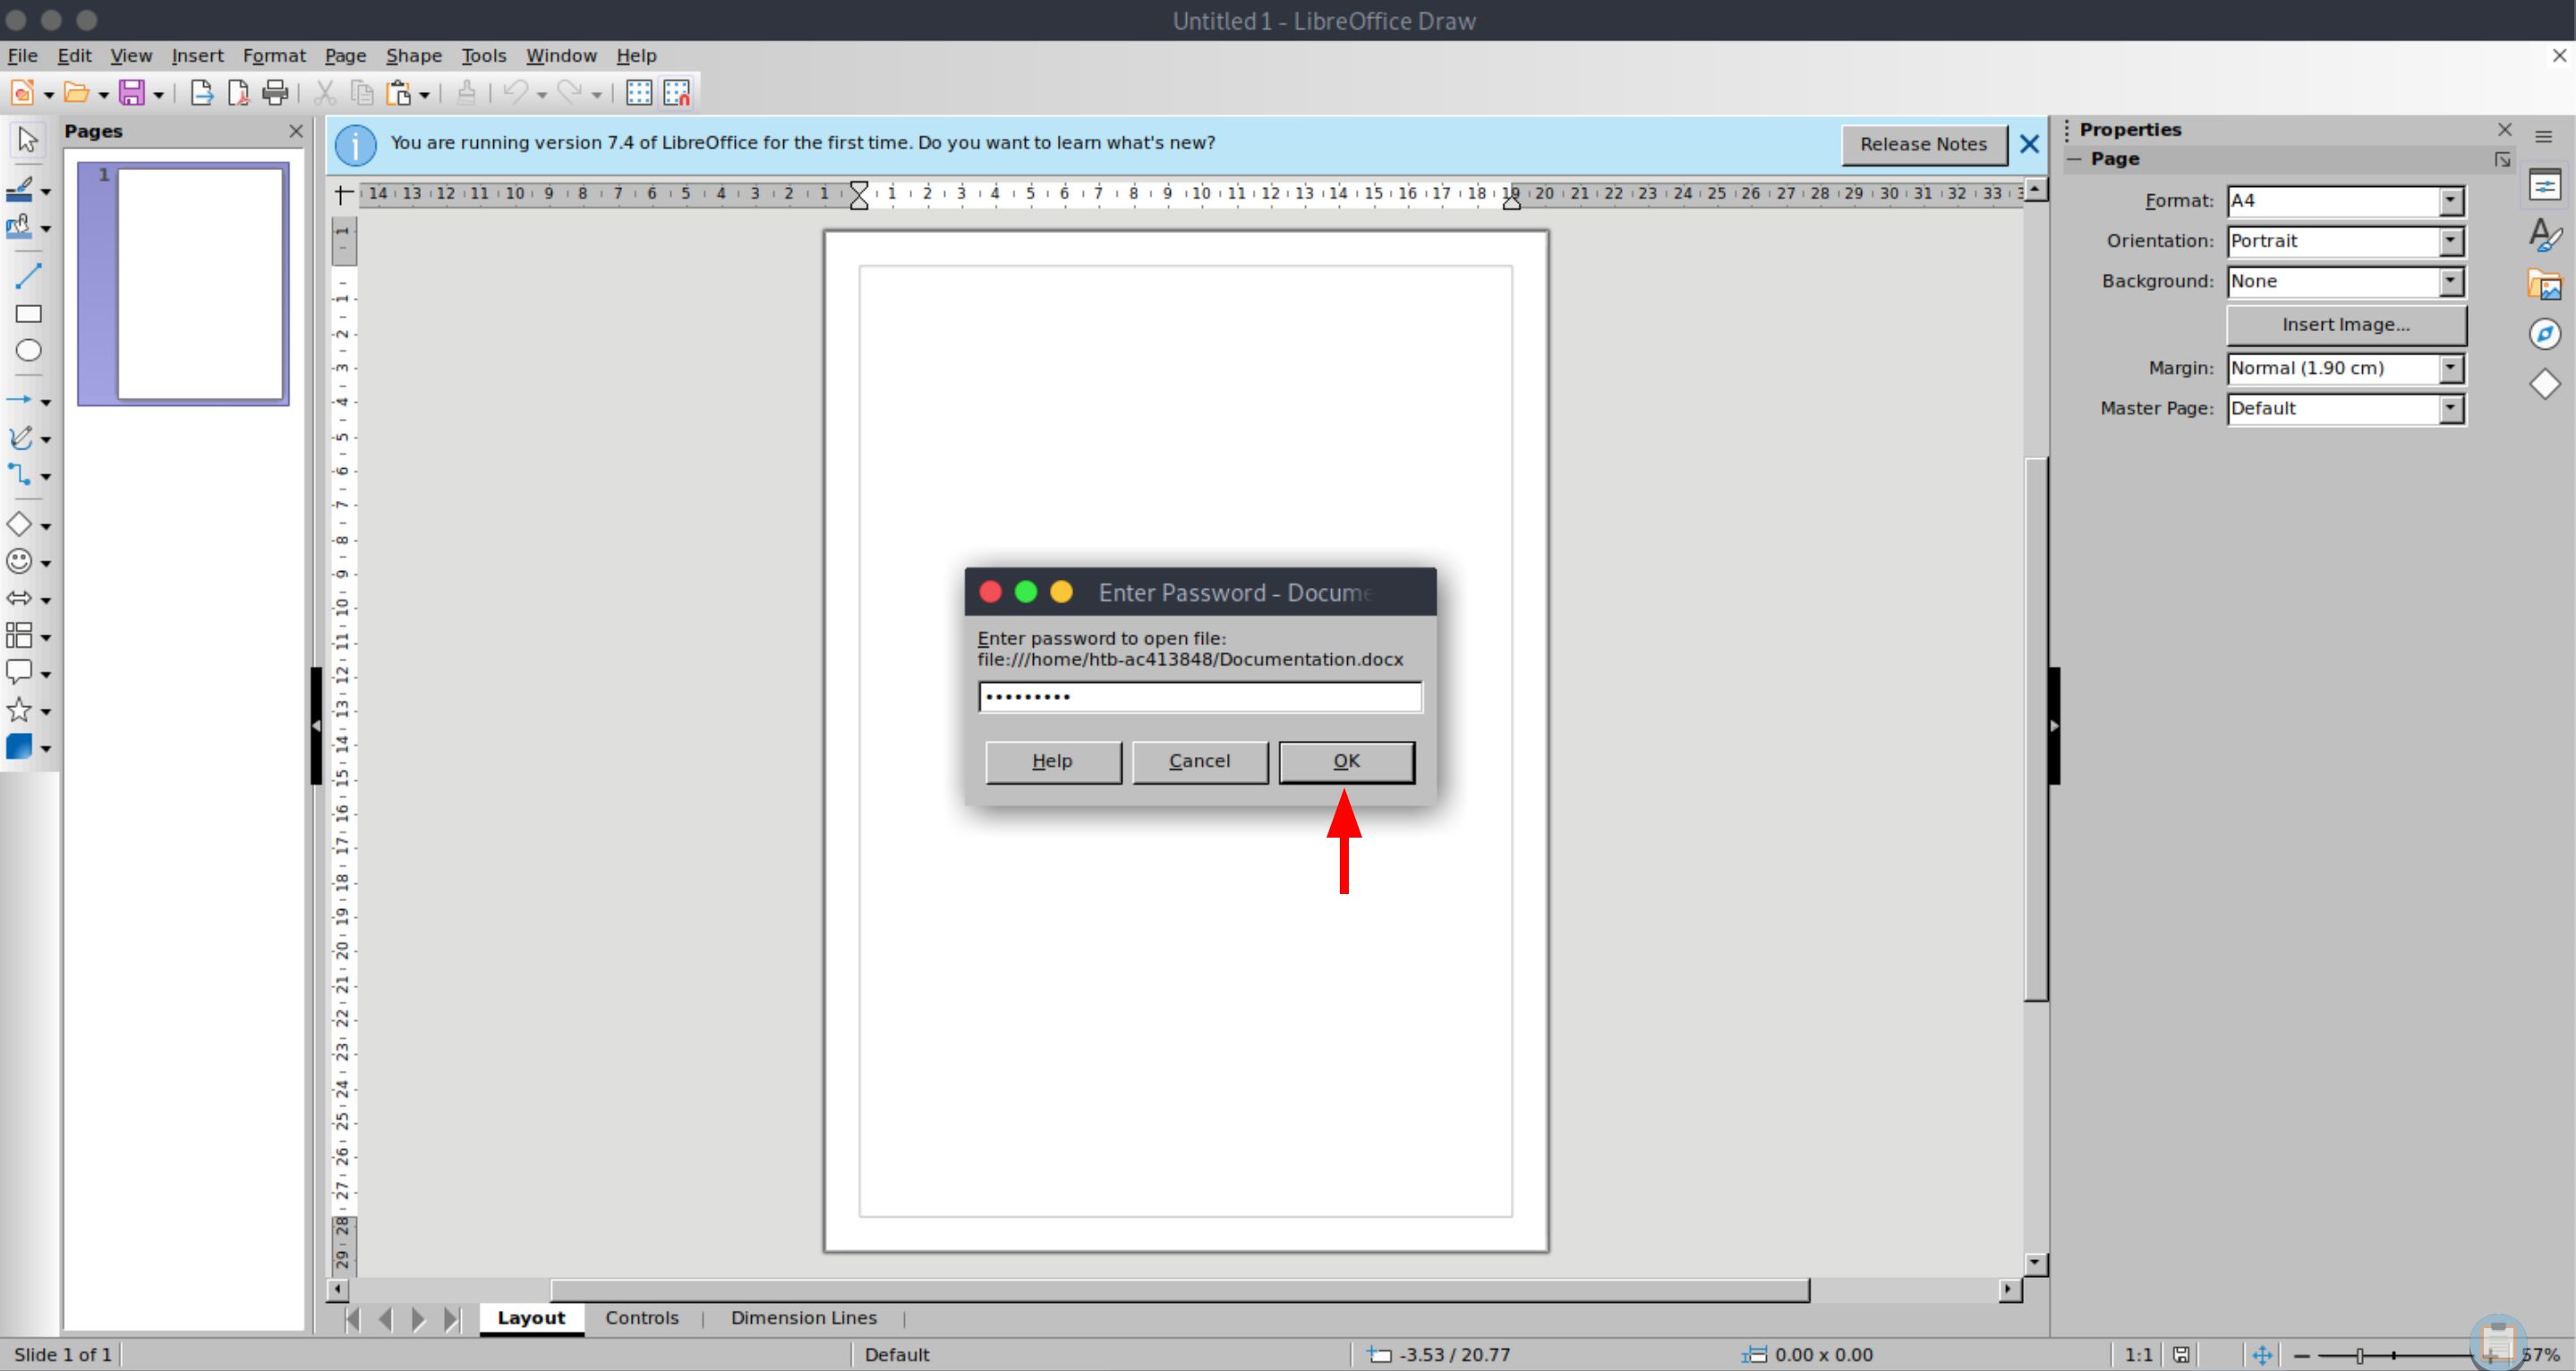 Untitled 1 - LibreOffice Draw
File Edit View Insert Format Page Shape Tools Window Help
Pages
1
You are running version 7.4 of LibreOffice for the first time. Do you want to learn what's new?
Release Notes
14 13 12 11 10 9 8 7 6 5 4 3 2 1 1 2 3 4 5 6 7 8 9 10 11 12 13 14 15 16 17 18 19 20 21 22 23 24 25 26 27 28 29 30 31 32 33
1
1
2
3
4
5
6
7
8
9
10
11
12
13
14
15
16
17
18
19
20
21
22
23
24
25
26
27
28
29
Enter Password - Docume
Enter password to open file:
file:///home/htb-ac413848/Documentation.docx
•••••••••
Help Cancel OK
Properties
Page
Format: A4
Orientation: Portrait
Background: None
Insert Image...
Margin: Normal (1.90 cm)
Master Page: Default
Layout Controls Dimension Lines
Slide 1 of 1 Default -3.53 / 20.77 0.00 x 0.00 1:1 57%